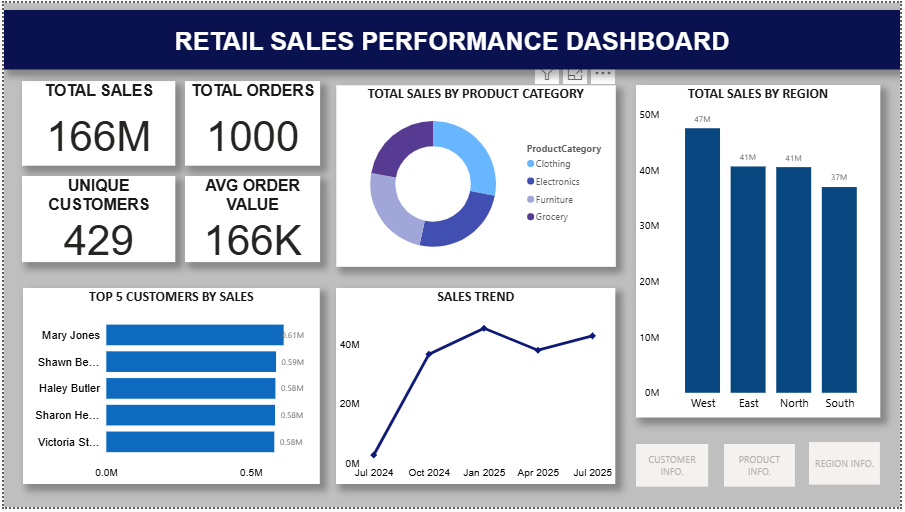 RETAIL SALES PERFORMANCE DASHBOARD
TOTAL SALES
166M
TOTAL ORDERS
1000
UNIQUE
CUSTOMERS
429
AVG ORDER
VALUE
166K
TOTAL SALES BY PRODUCT CATEGORY
ProductCategory
Clothing
Electronics
Furniture
Grocery
TOTAL SALES BY REGION
50M
40M
30M
20M
10M
0M
47M
41M
41M
37M
West
East
North
South
TOP 5 CUSTOMERS BY SALES
Mary Jones
0.61M
Shawn Be...
0.59M
Haley Butler
0.58M
Sharon He...
0.58M
Victoria St...
0.58M
0.0M
0.5M
SALES TREND
40M
20M
0M
Jul 2024
Oct 2024
Jan 2025
Apr 2025
Jul 2025
CUSTOMER
INFO.
PRODUCT
INFO.
REGION INFO.